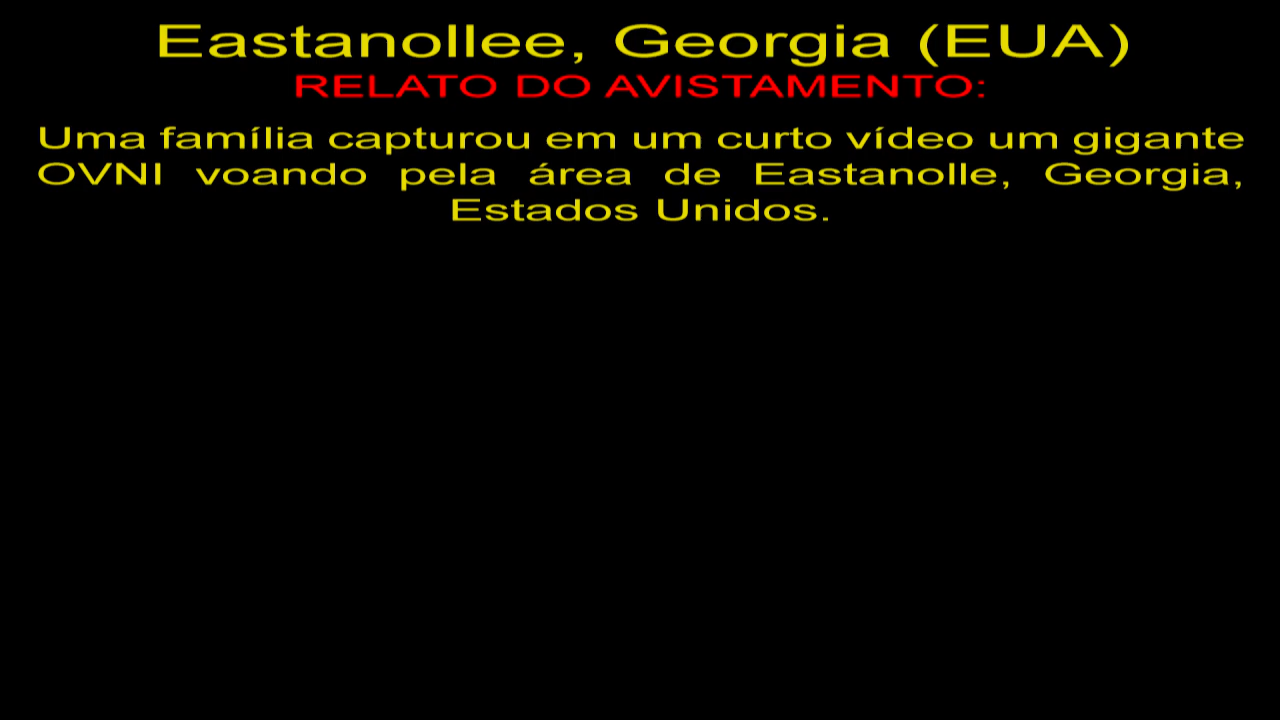 Eastanollee, Georgia (EUA)
RELATO DO AVISTAMENTO:
Uma família capturou em um curto vídeo um gigante
OVNI voando pela área de Eastanolle, Georgia,
Estados Unidos.